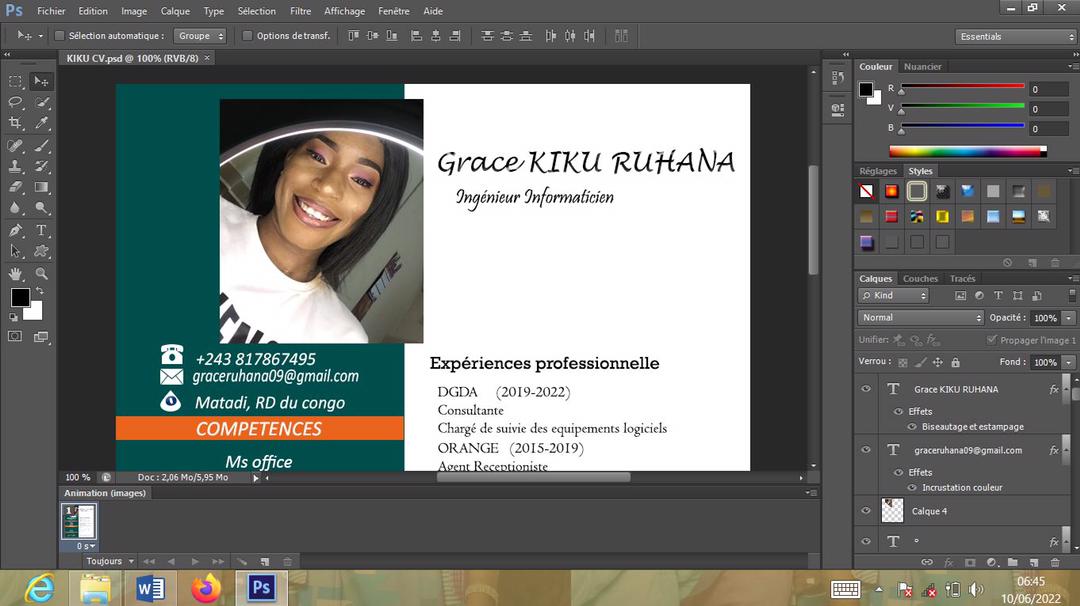 Ps Fichier Edition Image Calque Type Sélection Filtre Affichage Fenêtre Aide
Sélection automatique : Groupe Options de transf. Essentials
KIKU CV.psd @ 100% (RVB/8) ×
Grace KIKU RUHANA
Ingénieur Informaticien
+243 817867495
graceruhana09@gmail.com
Matadi, RD du congo
COMPETENCES
Ms office
Expériences professionnelle
DGDA (2019-2022)
Consultante
Chargé de suivie des equipements logiciels
ORANGE (2015-2019)
Agent Receptioniste
100 % Doc : 2,06 Mo/5,95 Mo
Animation (images)
1
0 s
Toujours
Couleur Nuancier
R 0
V 0
B 0
Réglages Styles
Calques Couches Tracés
Kind
Normal Opacité : 100%
Unifier : Propager l'image 1
Verrou : Fond : 100%
T Grace KIKU RUHANA fx
Effets
Biseautage et estampage
T graceruhana09@gmail.com fx
Effets
Incrustation couleur
Calque 4
T ° fx
Ps
06:45
10/06/2022